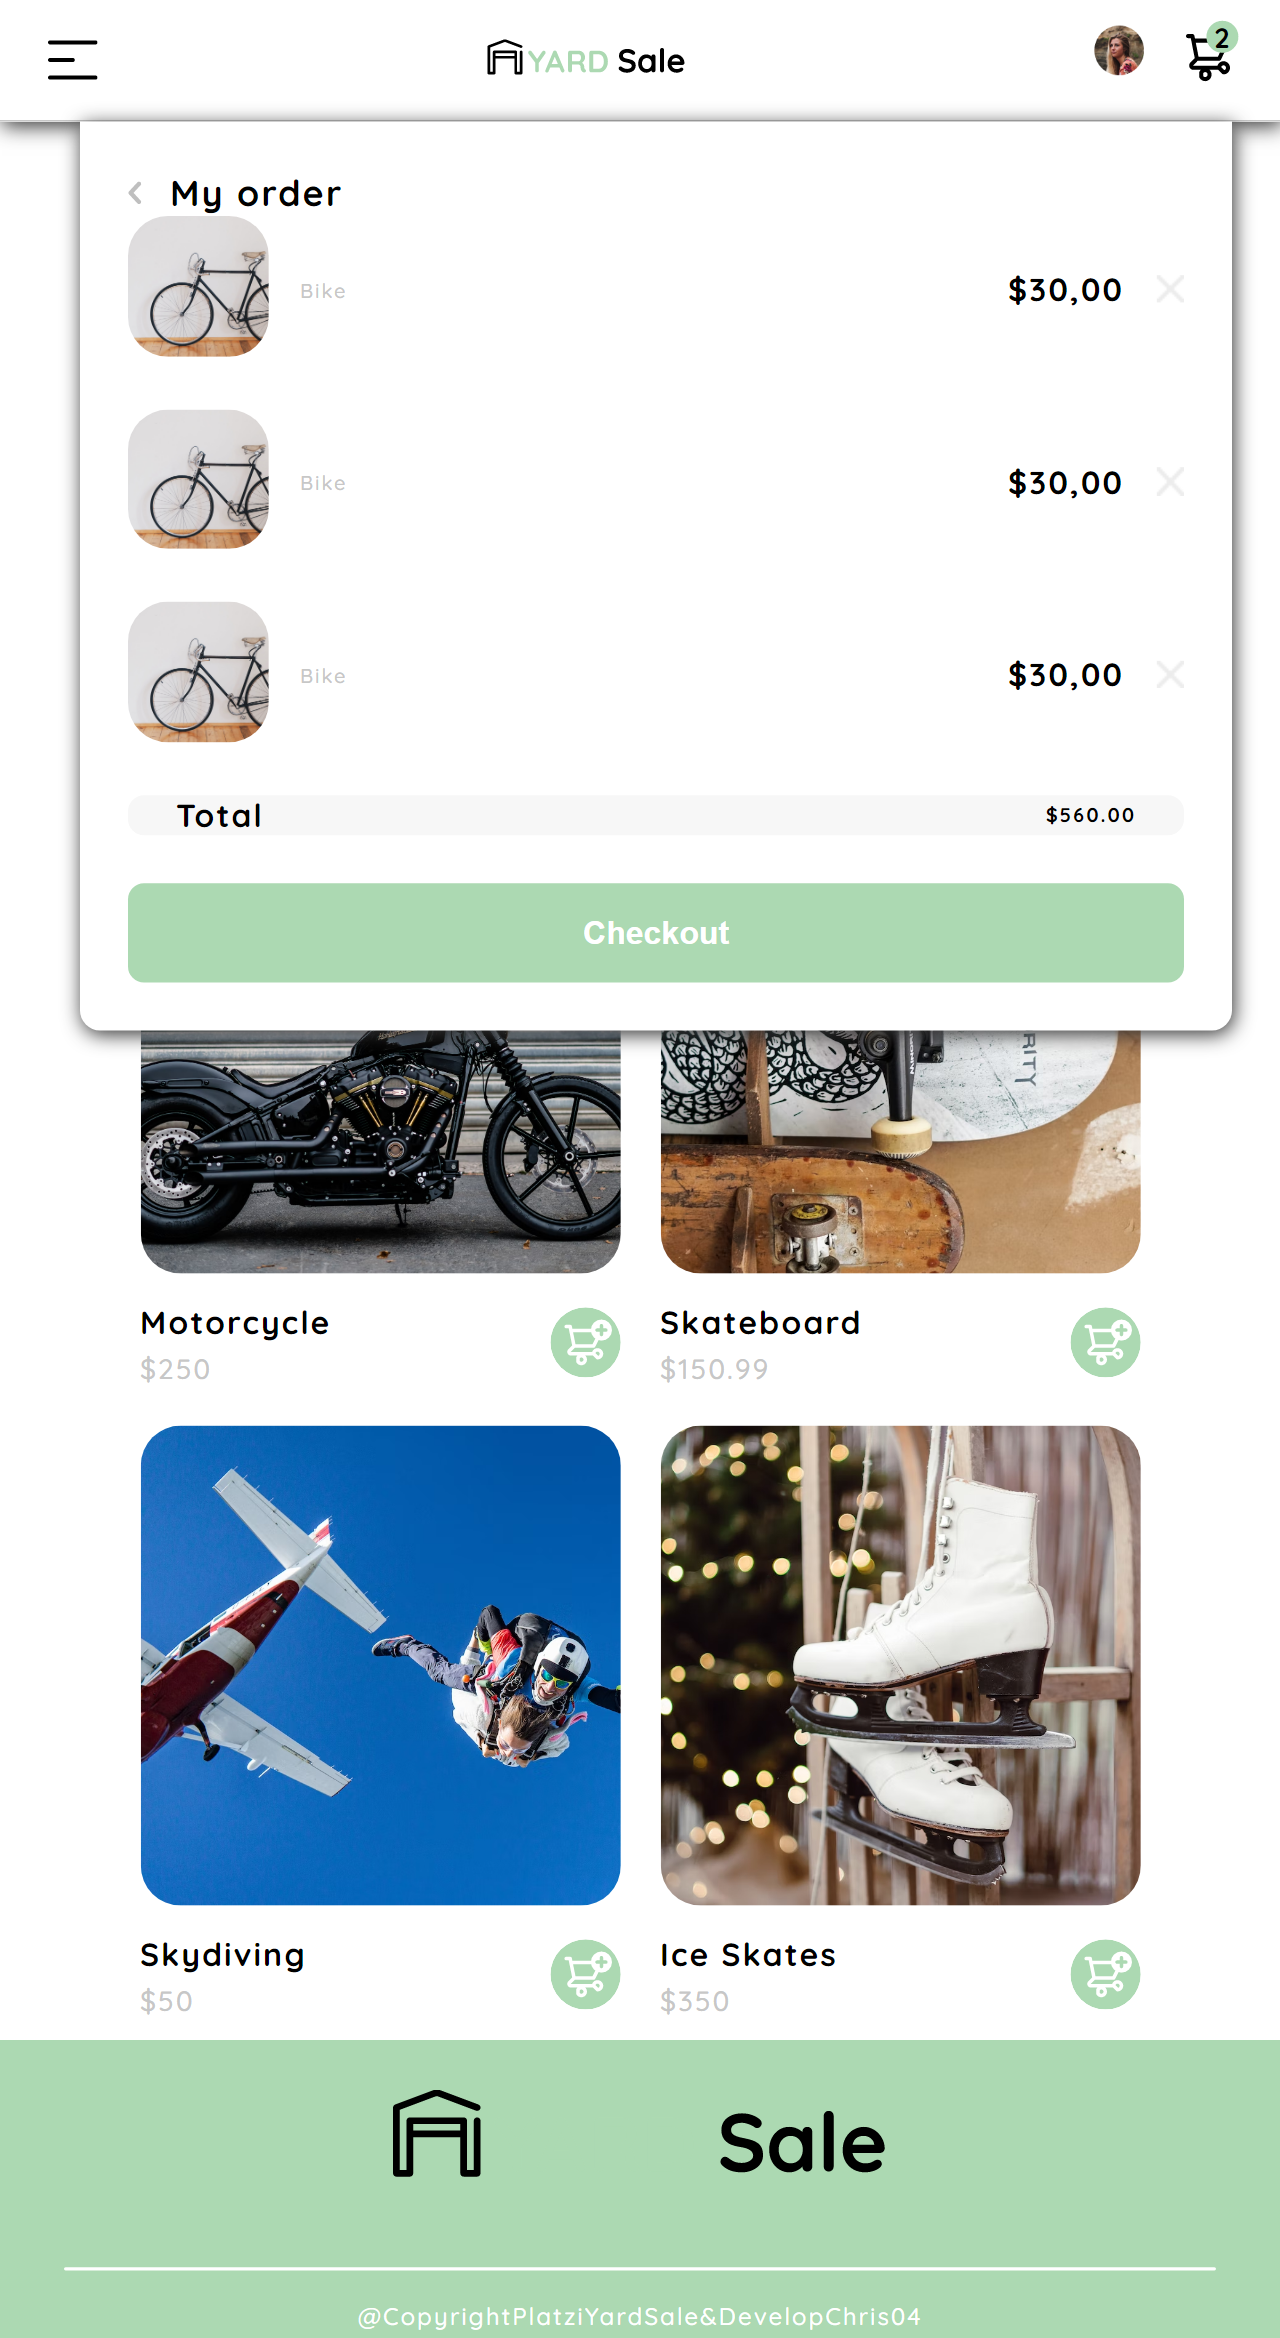 YARD Sale
2
My order
Bike
$30,00
Bike
$30,00
Bike
$30,00
Total
$560.00
Checkout
RITY
Motorcycle
$250
Skateboard
$150.99
Skydiving
$50
Ice Skates
$350
Sale
@CopyrightPlatziYardSale&DevelopChris04